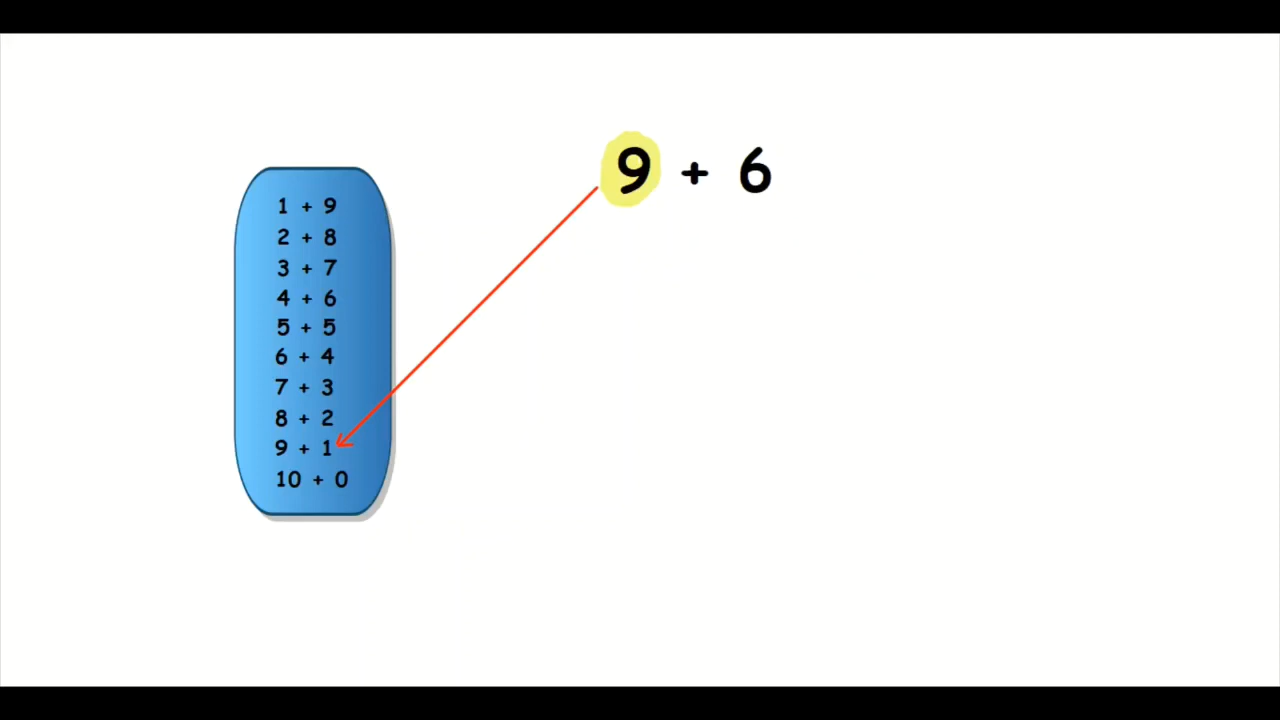 9 + 6
1 + 9
2 + 8
3 + 7
4 + 6
5 + 5
6 + 4
7 + 3
8 + 2
9 + 1
10 + 0